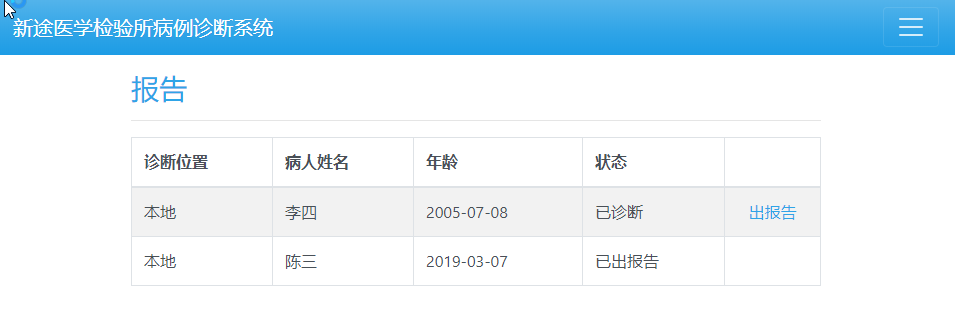 新途医学检验所病例诊断系统
报告
诊断位置 病人姓名 年龄 状态
本地 李四 2005-07-08 已诊断 出报告
本地 陈三 2019-03-07 已出报告